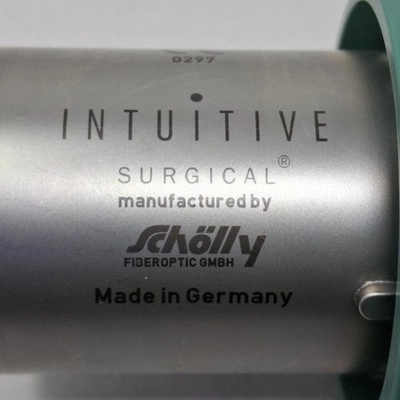 0297
INTUITIVE
SURGICAL®
manufactured by
Schölly
FIBEROPTIC GMBH
Made in Germany